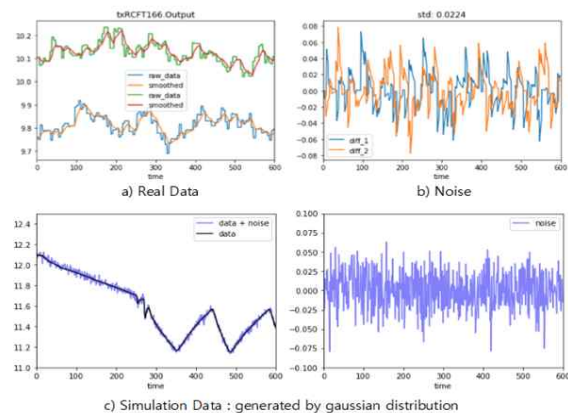 txRCFT166.Output
10.2
10.1
10.0
9.9
9.8
9.7
raw_data
smoothed
raw_data
smoothed
0 100 200 300 400 500 600
time
a) Real Data
std: 0.0224
0.08
0.06
0.04
0.02
0.00
−0.02
−0.04
−0.06
−0.08
diff_1
diff_2
0 100 200 300 400 500 600
time
b) Noise
12.4
12.2
12.0
11.8
11.6
11.4
11.2
11.0
data + noise
data
0 100 200 300 400 500 600
time
0.100
0.075
0.050
0.025
0.000
−0.025
−0.050
−0.075
−0.100
noise
0 100 200 300 400 500 600
time
c) Simulation Data : generated by gaussian distribution